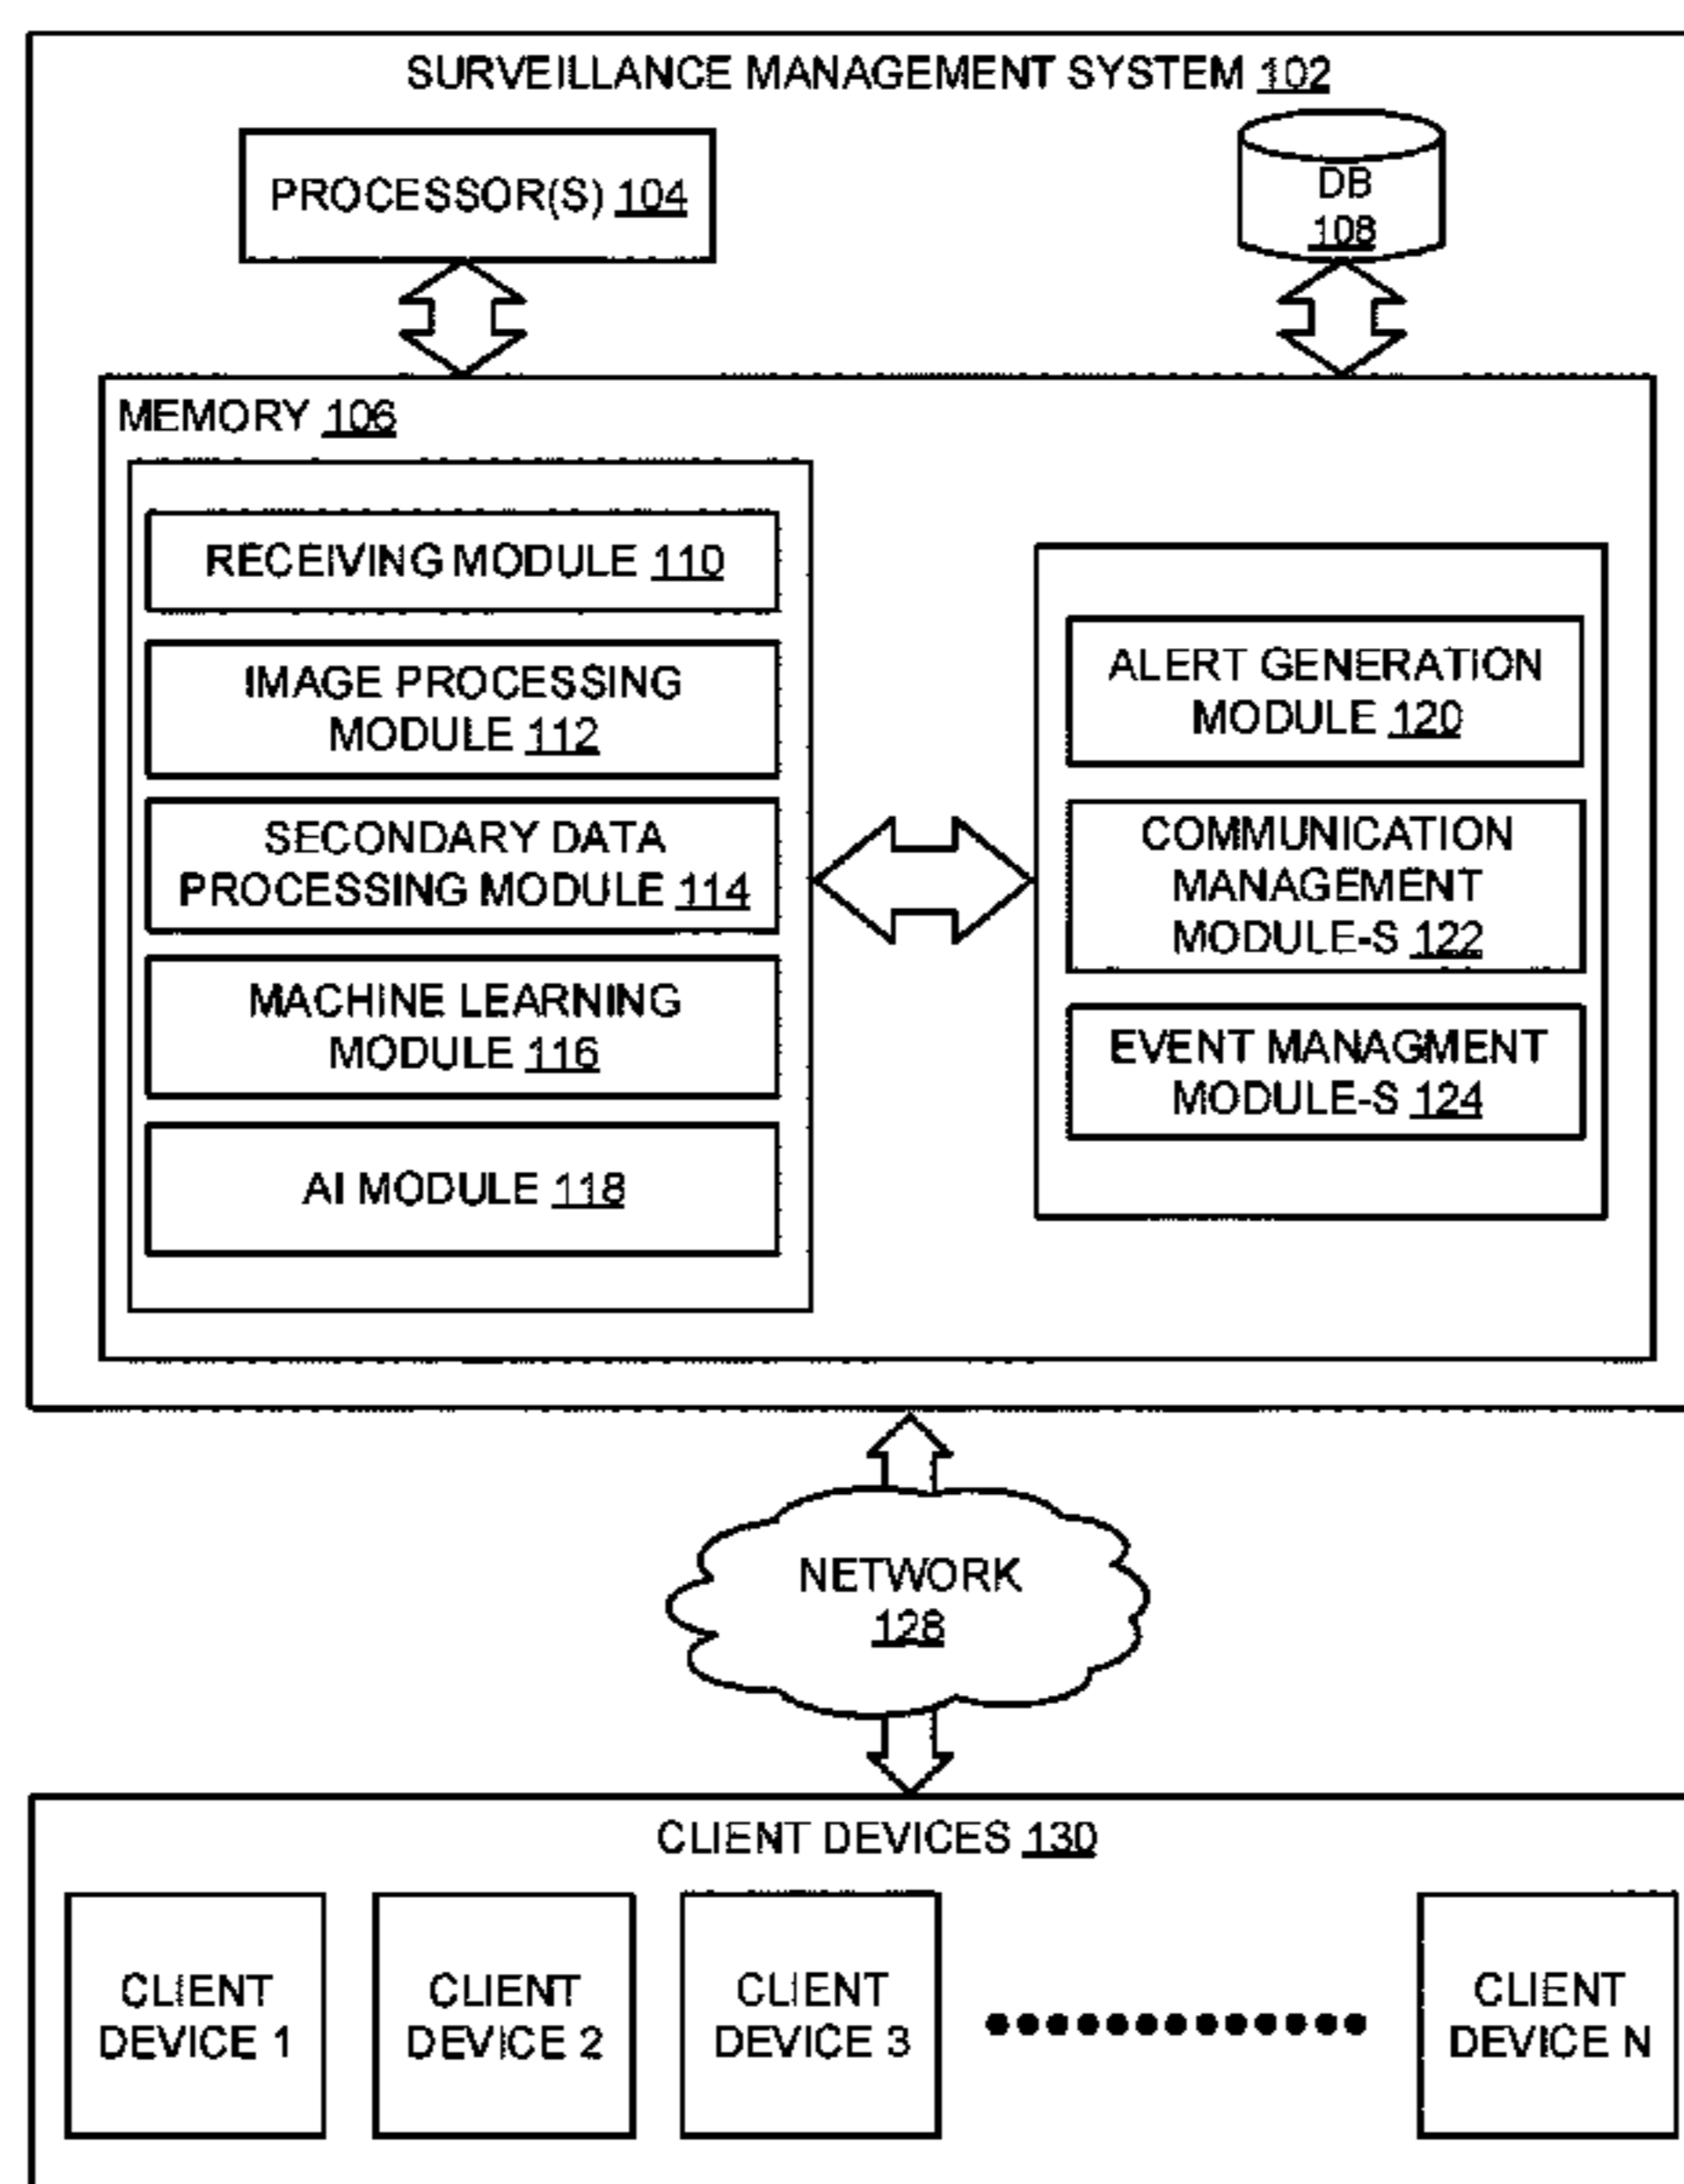 SURVEILLANCE MANAGEMENT SYSTEM 102
PROCESSOR(S) 104
DB
108
MEMORY 106
RECEIVING MODULE 110
IMAGE PROCESSING
MODULE 112
SECONDARY DATA
PROCESSING MODULE 114
MACHINE LEARNING
MODULE 116
AI MODULE 118
ALERT GENERATION
MODULE 120
COMMUNICATION
MANAGEMENT
MODULE-S 122
EVENT MANAGMENT
MODULE-S 124
NETWORK
128
CLIENT DEVICES 130
CLIENT
DEVICE 1
CLIENT
DEVICE 2
CLIENT
DEVICE 3
CLIENT
DEVICE N